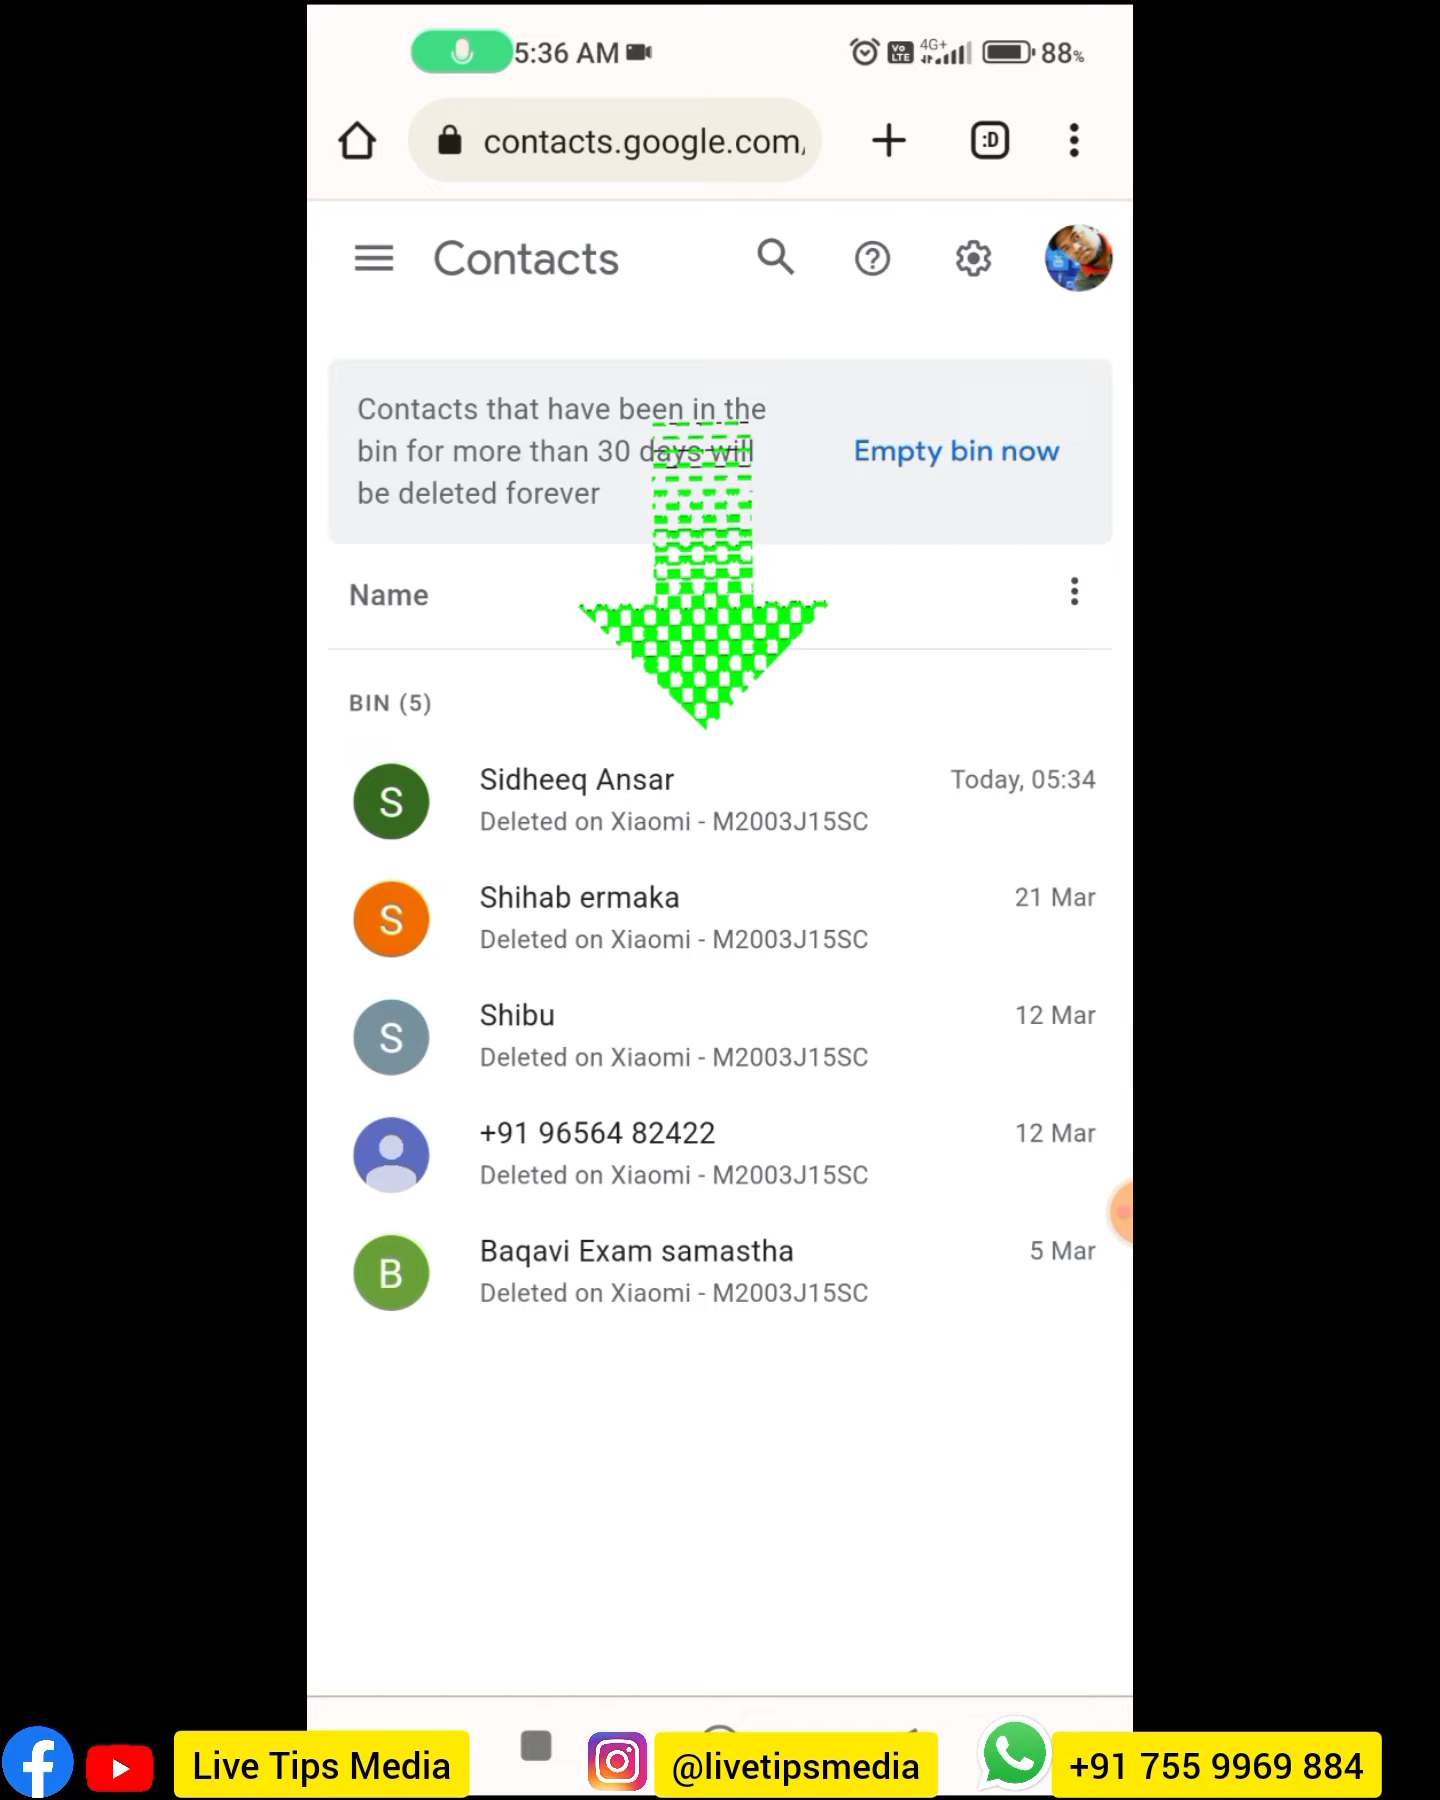 5:36 AM
Vo LTE
4G+
88%
contacts.google.com,
:D
Contacts
Contacts that have been in the
bin for more than 30 days will
be deleted forever
Empty bin now
Name
BIN (5)
S
Sidheeq Ansar
Today, 05:34
Deleted on Xiaomi - M2003J15SC
S
Shihab ermaka
21 Mar
Deleted on Xiaomi - M2003J15SC
S
Shibu
12 Mar
Deleted on Xiaomi - M2003J15SC
+91 96564 82422
12 Mar
Deleted on Xiaomi - M2003J15SC
B
Baqavi Exam samastha
5 Mar
Deleted on Xiaomi - M2003J15SC
Live Tips Media
@livetipsmedia
+91 755 9969 884